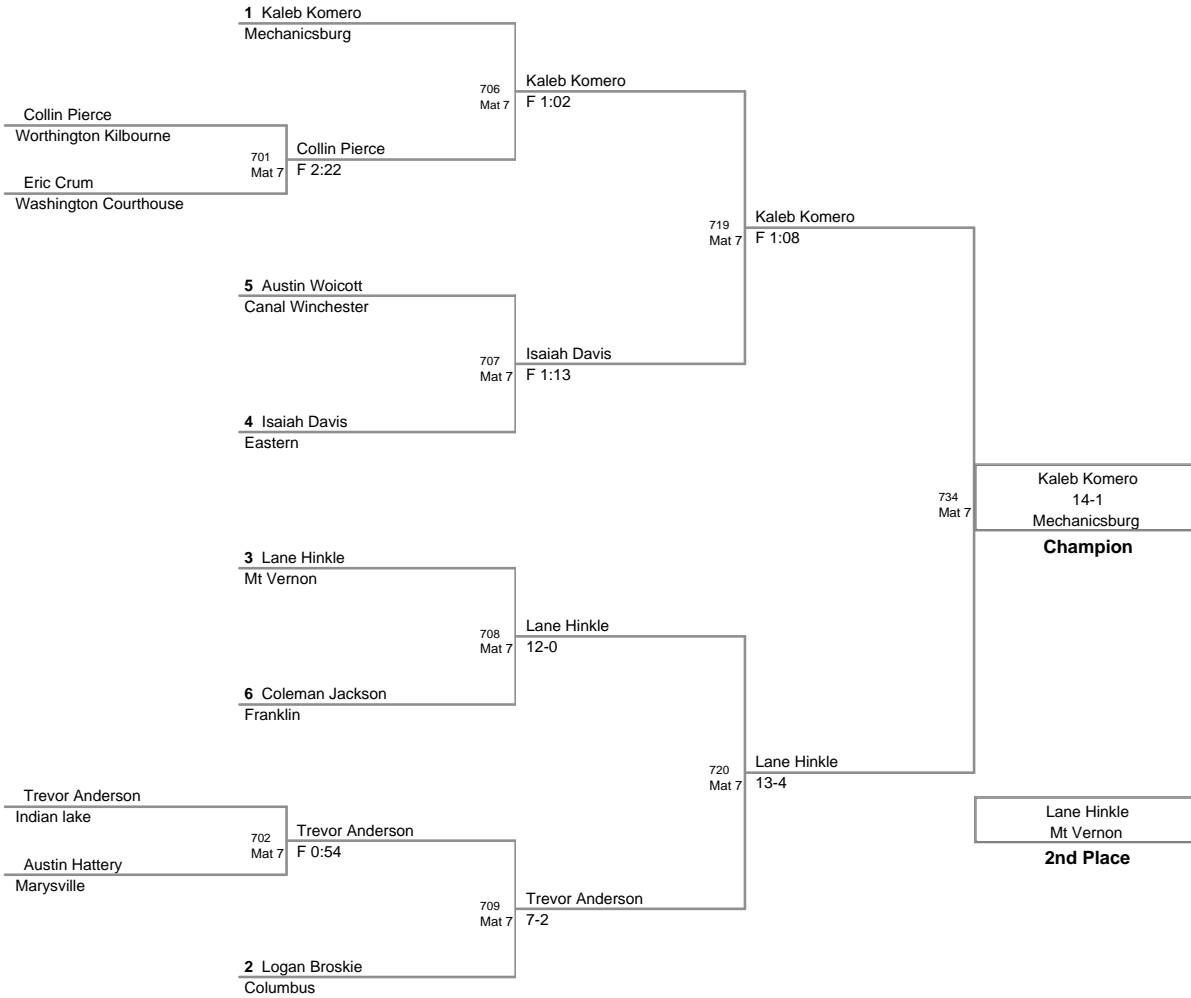 1 Kaleb Komero
Mechanicsburg
706
Mat 7
Kaleb Komero
F 1:02
Collin Pierce
Worthington Kilbourne
701
Mat 7
Collin Pierce
F 2:22
Eric Crum
Washington Courthouse
719
Mat 7
Kaleb Komero
F 1:08
5 Austin Woicott
Canal Winchester
707
Mat 7
Isaiah Davis
F 1:13
4 Isaiah Davis
Eastern
734
Mat 7
Kaleb Komero
14-1
Mechanicsburg
Champion
3 Lane Hinkle
Mt Vernon
708
Mat 7
Lane Hinkle
12-0
6 Coleman Jackson
Franklin
720
Mat 7
Lane Hinkle
13-4
Trevor Anderson
Indian lake
702
Mat 7
Trevor Anderson
F 0:54
Austin Hattery
Marysville
Lane Hinkle
Mt Vernon
2nd Place
709
Mat 7
Trevor Anderson
7-2
2 Logan Broskie
Columbus